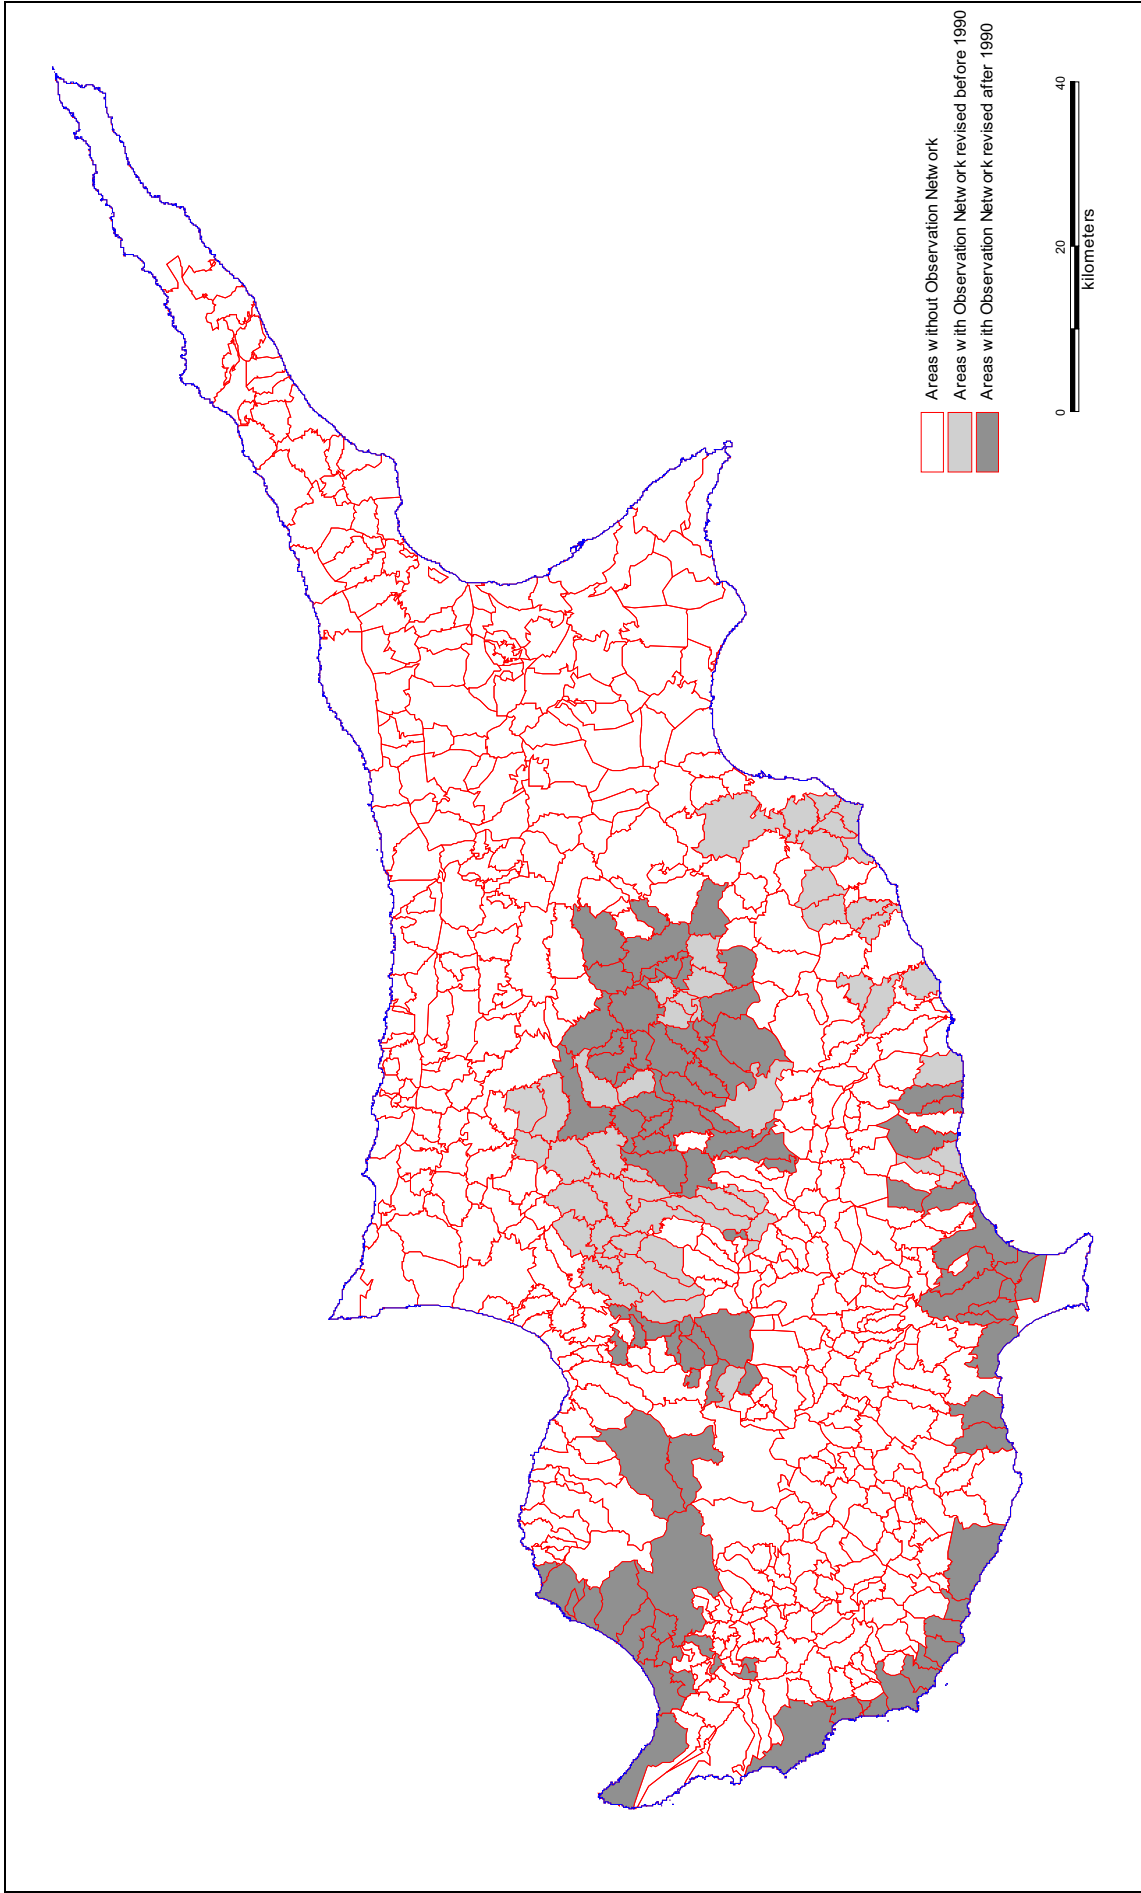 Areas without Observation Network
Areas with Observation Network revised before 1990
Areas with Observation Network revised after 1990
0 20 40
kilometers